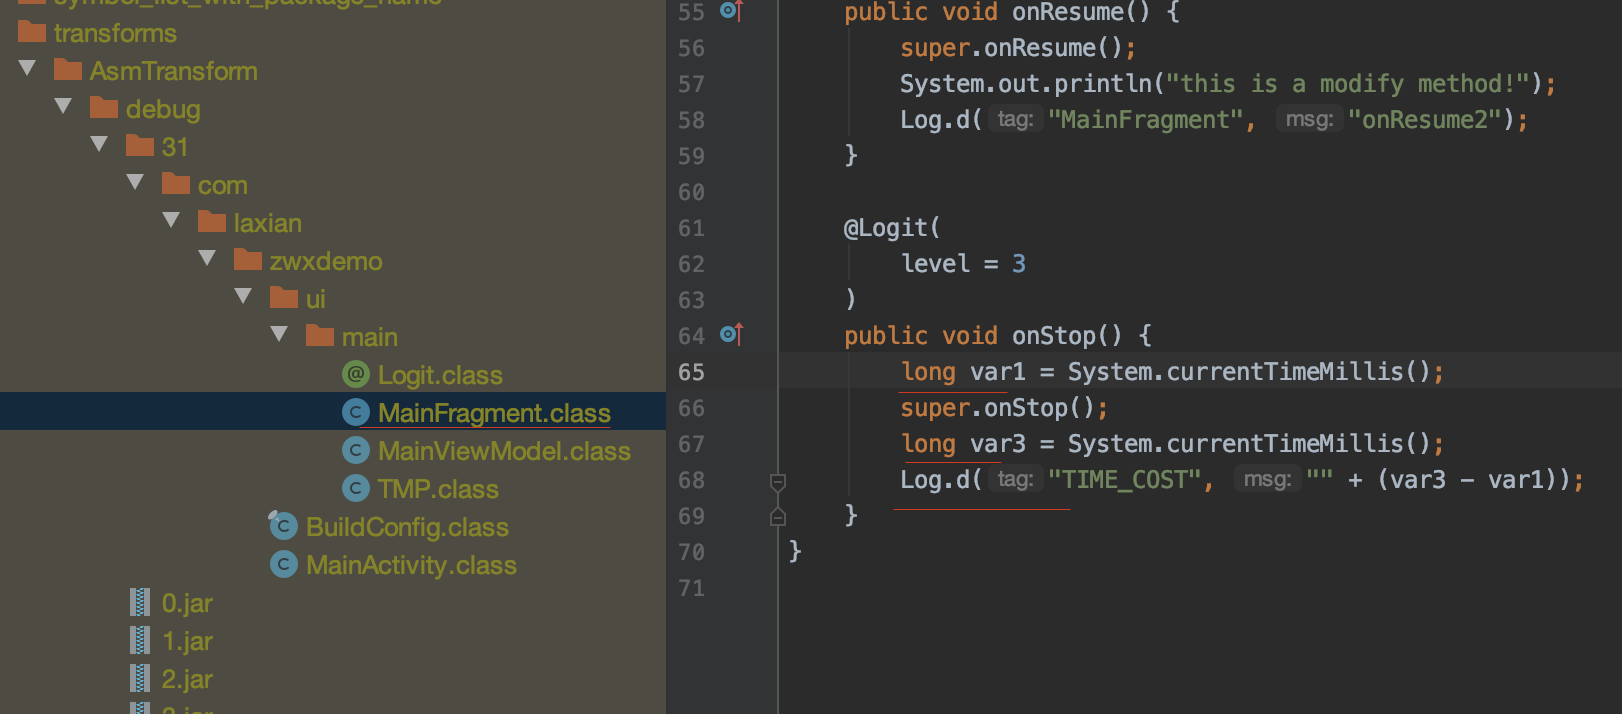 symbol_list_with_package_name
transforms
AsmTransform
debug
31
com
laxian
zwxdemo
ui
main
@ Logit.class
C MainFragment.class
C MainViewModel.class
C TMP.class
C BuildConfig.class
C MainActivity.class
0.jar
1.jar
2.jar
55 public void onResume() {
56 super.onResume();
57 System.out.println("this is a modify method!");
58 Log.d( tag: "MainFragment", msg: "onResume2");
59 }
60
61 @Logit(
62 level = 3
63 )
64 public void onStop() {
65 long var1 = System.currentTimeMillis();
66 super.onStop();
67 long var3 = System.currentTimeMillis();
68 Log.d( tag: "TIME_COST", msg: "" + (var3 - var1));
69 }
70 }
71